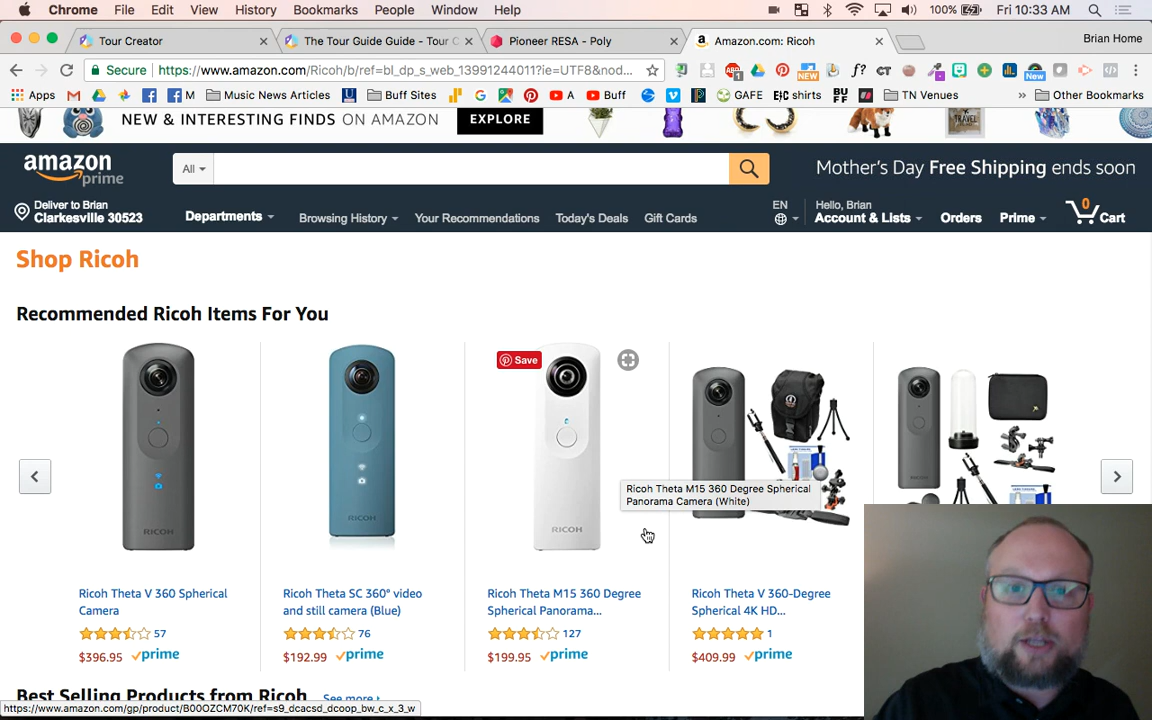 Chrome File Edit View History Bookmarks People Window Help 100% Fri 10:33 AM
Tour Creator
The Tour Guide Guide - Tour C
Pioneer RESA - Poly
Amazon.com: Ricoh
Brian Home
Secure https://www.amazon.com/Ricoh/b/ref=bl_dp_s_web_13991244011?ie=UTF8&nod...
Apps M Music News Articles Buff Sites A Buff GAFE shirts TN Venues » Other Bookmarks
NEW & INTERESTING FINDS ON AMAZON EXPLORE
amazon prime
All
Mother's Day Free Shipping ends soon
Deliver to Brian
Clarkesville 30523
Departments Browsing History Your Recommendations Today's Deals Gift Cards
EN
Hello, Brian
Account & Lists Orders Prime 0 Cart
Shop Ricoh
Recommended Ricoh Items For You
Save
RICOH
RICOH
RICOH
Ricoh Theta M15 360 Degree Spherical
Panorama Camera (White)
Ricoh Theta V 360 Spherical
Camera
57
$396.95 prime
Ricoh Theta SC 360° video
and still camera (Blue)
76
$192.99 prime
Ricoh Theta M15 360 Degree
Spherical Panorama...
127
$199.95 prime
Ricoh Theta V 360-Degree
Spherical 4K HD...
1
$409.99 prime
Best Selling Products from Ricoh See more
https://www.amazon.com/gp/product/B00OZCM70K/ref=s9_dcacsd_dcoop_bw_c_x_3_w